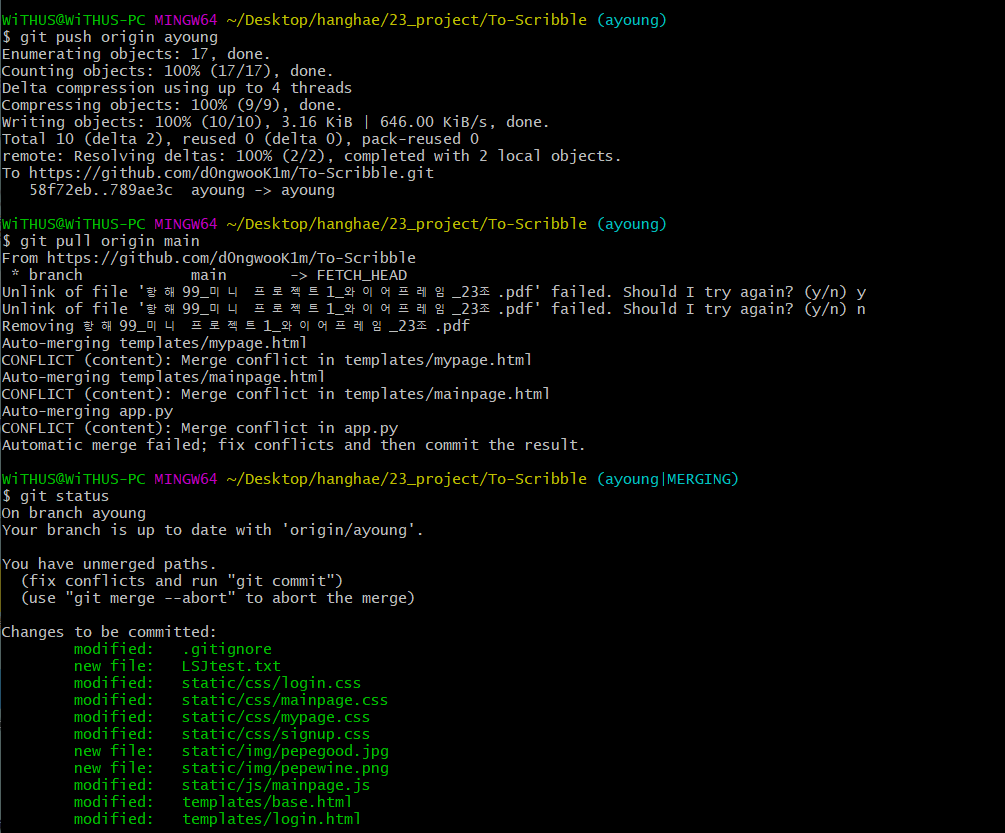 WiTHUS@WiTHUS-PC MINGW64 ~/Desktop/hanghae/23_project/To-Scribble (ayoung)
$ git push origin ayoung
Enumerating objects: 17, done.
Counting objects: 100% (17/17), done.
Delta compression using up to 4 threads
Compressing objects: 100% (9/9), done.
Writing objects: 100% (10/10), 3.16 KiB | 646.00 KiB/s, done.
Total 10 (delta 2), reused 0 (delta 0), pack-reused 0
remote: Resolving deltas: 100% (2/2), completed with 2 local objects.
To https://github.com/d0ngwooK1m/To-Scribble.git
   58f72eb..789ae3c  ayoung -> ayoung
WiTHUS@WiTHUS-PC MINGW64 ~/Desktop/hanghae/23_project/To-Scribble (ayoung)
$ git pull origin main
From https://github.com/d0ngwooK1m/To-Scribble
 * branch            main       -> FETCH_HEAD
Unlink of file '항해99_미니 프로젝트1_와이어프레임_23조.pdf' failed. Should I try again? (y/n) y
Unlink of file '항해99_미니 프로젝트1_와이어프레임_23조.pdf' failed. Should I try again? (y/n) n
Removing 항해99_미니 프로젝트1_와이어프레임_23조.pdf
Auto-merging templates/mypage.html
CONFLICT (content): Merge conflict in templates/mypage.html
Auto-merging templates/mainpage.html
CONFLICT (content): Merge conflict in templates/mainpage.html
Auto-merging app.py
CONFLICT (content): Merge conflict in app.py
Automatic merge failed; fix conflicts and then commit the result.
WiTHUS@WiTHUS-PC MINGW64 ~/Desktop/hanghae/23_project/To-Scribble (ayoung|MERGING)
$ git status
On branch ayoung
Your branch is up to date with 'origin/ayoung'.
You have unmerged paths.
  (fix conflicts and run "git commit")
  (use "git merge --abort" to abort the merge)
Changes to be committed:
        modified:   .gitignore
        new file:   LSJtest.txt
        modified:   static/css/login.css
        modified:   static/css/mainpage.css
        modified:   static/css/mypage.css
        modified:   static/css/signup.css
        new file:   static/img/pepegood.jpg
        new file:   static/img/pepewine.png
        modified:   static/js/mainpage.js
        modified:   templates/base.html
        modified:   templates/login.html